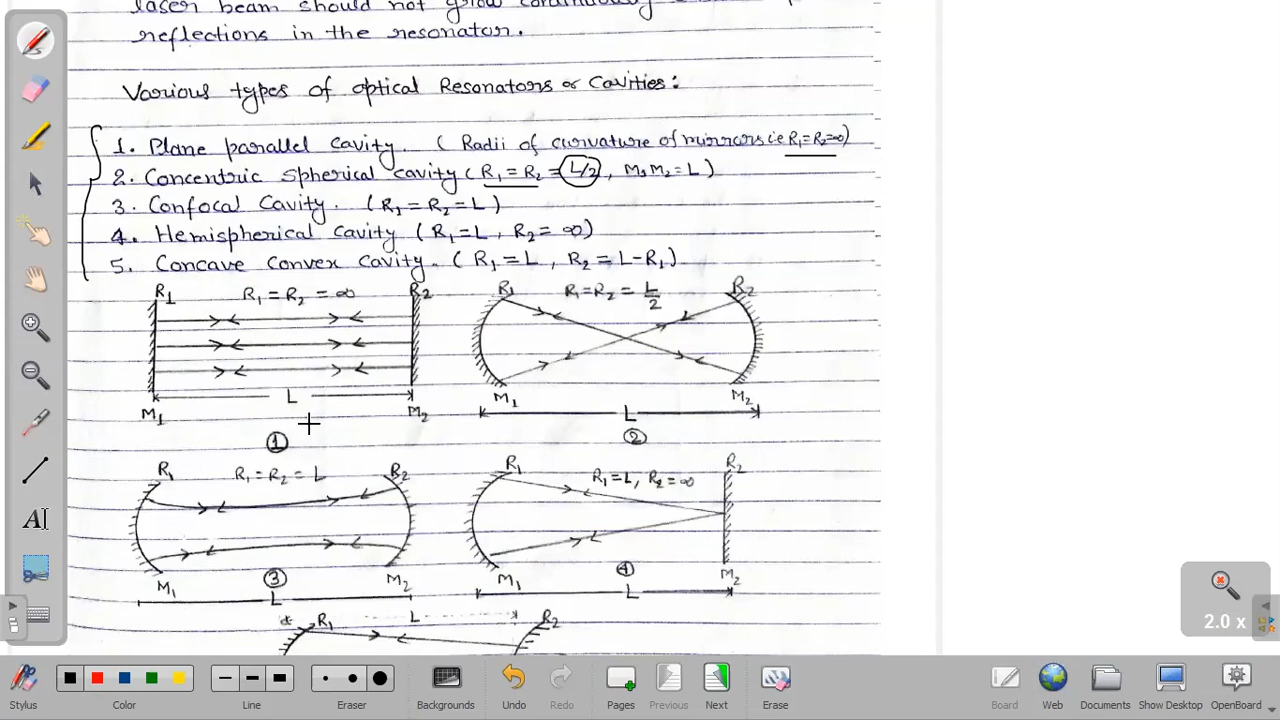 reflections in the resonator.
Various types of optical Resonators or Cavities:
1. Plane parallel cavity. ( Radii of curvature of mirrors i.e R₁=R₂=∞)
2. Concentric spherical cavity ( R₁ = R₂ = L/2, M₁M₂ = L )
3. Confocal Cavity. (R₁ = R₂ = L)
4. Hemispherical cavity (R₁=L, R₂ = ∞)
5. Concave convex cavity. ( R₁ = L, R₂ = L-R₁)
R₁ R₁ = R₂ = ∞ R₂
R₁ R₁=R₂ = L/2 R₂
L
M₁ M₂
①
M₁ M₂
L
②
R₁ R₁ = R₂ = L R₂
R₁ R₁=L, R₂=∞ R₂
M₁ ③ M₂
L
M₁ ④ M₂
L
R₁ L R₂
2.0
Stylus Color Line Eraser Backgrounds Undo Redo Pages Previous Next Erase Board Web Documents Show Desktop OpenBoard